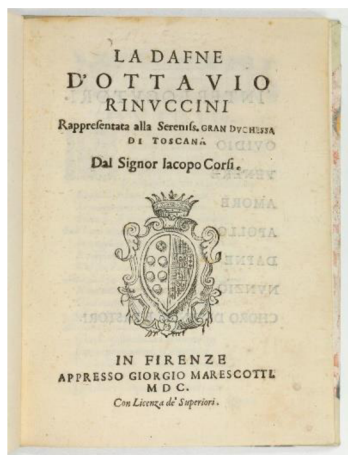 LA DAFNE
D'OTTAVIO
RINVCCINI
Rappresentata alla Sereniss. GRAN DVCHESSA
DI TOSCANA
Dal Signor Iacopo Corsi.
IN FIRENZE
APPRESSO GIORGIO MARESCOTTI.
M D C.
Con Licenza de' Superiori.